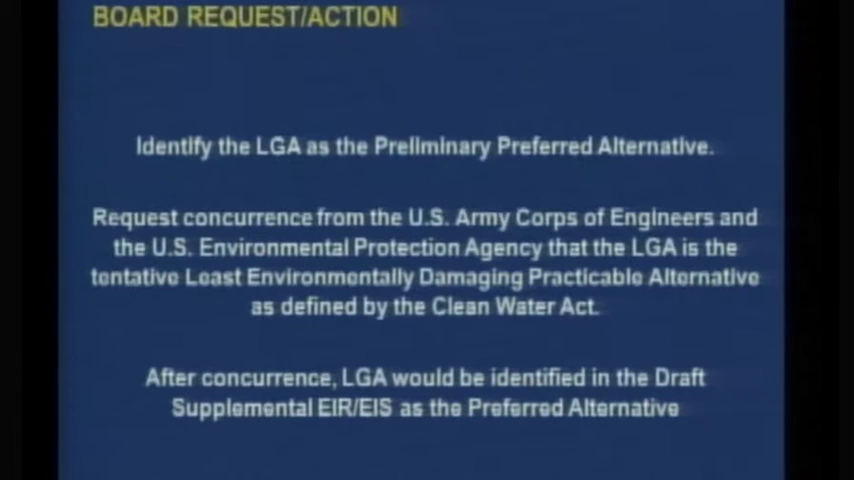 BOARD REQUEST/ACTION
Identify the LGA as the Preliminary Preferred Alternative.
Request concurrence from the U.S. Army Corps of Engineers and
the U.S. Environmental Protection Agency that the LGA is the
tentative Least Environmentally Damaging Practicable Alternative
as defined by the Clean Water Act.
After concurrence, LGA would be identified in the Draft
Supplemental EIR/EIS as the Preferred Alternative